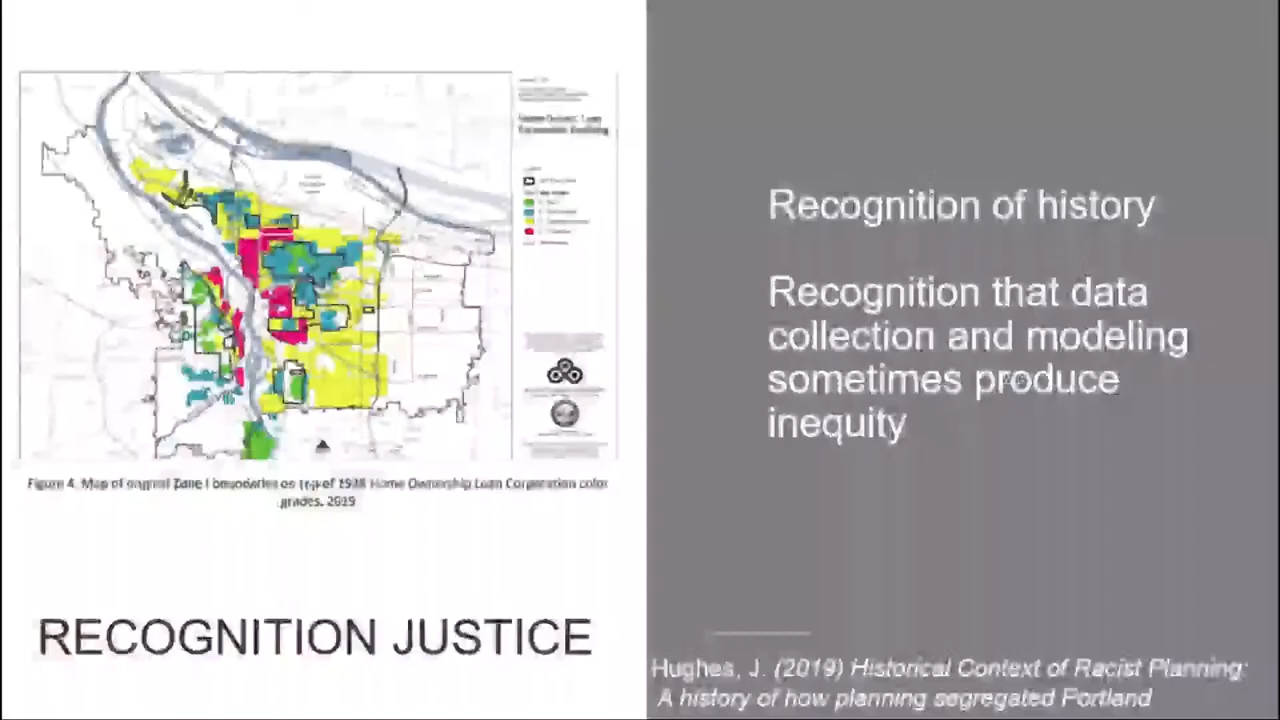 Figure 4. Map of original Zone I boundaries on top of 1938 Home Ownership Loan Corporation color
grades. 2019
RECOGNITION JUSTICE
Recognition of history
Recognition that data
collection and modeling
sometimes produce
inequity
Hughes, J. (2019) Historical Context of Racist Planning:
A history of how planning segregated Portland